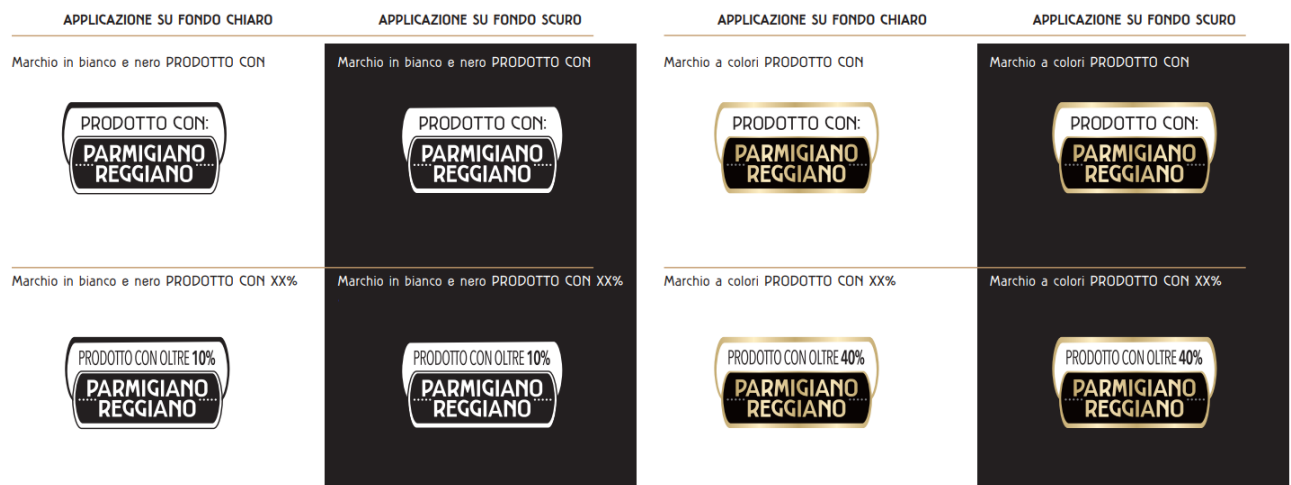 APPLICAZIONE SU FONDO CHIARO
APPLICAZIONE SU FONDO SCURO
APPLICAZIONE SU FONDO CHIARO
APPLICAZIONE SU FONDO SCURO
Marchio in bianco e nero PRODOTTO CON
Marchio in bianco e nero PRODOTTO CON
Marchio a colori PRODOTTO CON
Marchio a colori PRODOTTO CON
PRODOTTO CON:
PARMIGIANO
REGGIANO
PRODOTTO CON:
PARMIGIANO
REGGIANO
PRODOTTO CON:
PARMIGIANO
REGGIANO
PRODOTTO CON:
PARMIGIANO
REGGIANO
Marchio in bianco e nero PRODOTTO CON XX%
Marchio in bianco e nero PRODOTTO CON XX%
Marchio a colori PRODOTTO CON XX%
Marchio a colori PRODOTTO CON XX%
PRODOTTO CON OLTRE 10%
PARMIGIANO
REGGIANO
PRODOTTO CON OLTRE 10%
PARMIGIANO
REGGIANO
PRODOTTO CON OLTRE 40%
PARMIGIANO
REGGIANO
PRODOTTO CON OLTRE 40%
PARMIGIANO
REGGIANO